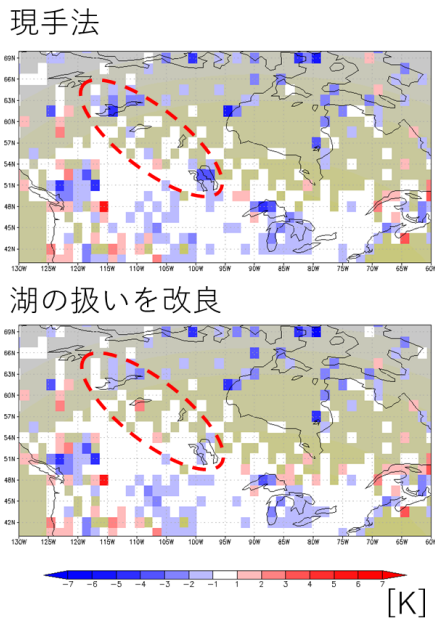 現手法
69N
66N
63N
60N
57N
54N
51N
48N
45N
42N
130W 125W 120W 115W 110W 105W 100W 95W 90W 85W 80W 75W 70W 65W 60W
湖の扱いを改良
69N
66N
63N
60N
57N
54N
51N
48N
45N
42N
130W 125W 120W 115W 110W 105W 100W 95W 90W 85W 80W 75W 70W 65W 60W
-7 -6 -5 -4 -3 -2 -1 1 2 3 4 5 6 7
[K]